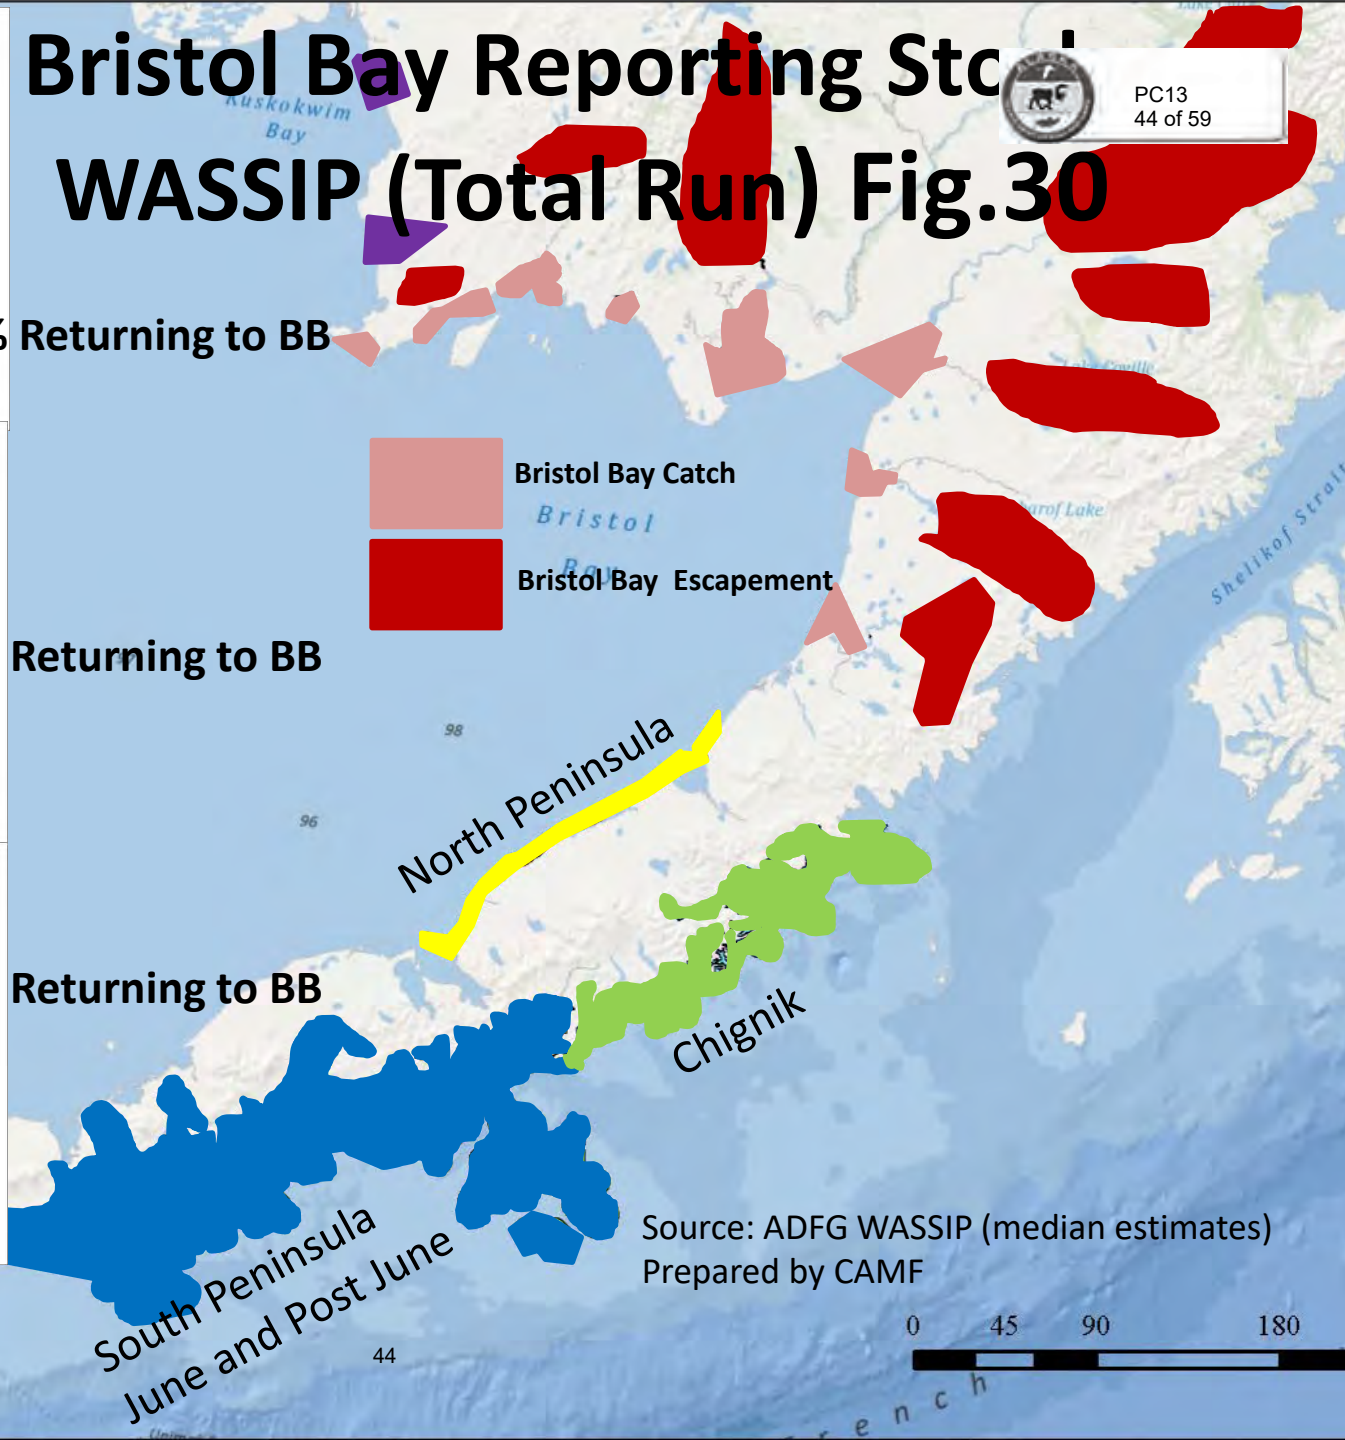 Bristol Bay Reporting
WASSIP (Total Run) Fig.30
PC13
44 of 59
Kuskokwim
Bay
% Returning to BB
Bristol Bay Catch
Bristol
Bay
Bristol Bay Escapement
Returning to BB
Shelikof Strait
98
North Peninsula
96
Returning to BB
Chignik
Source: ADFG WASSIP (median estimates)
Prepared by CAMF
South Peninsula
June and Post June
0 45 90 180
44